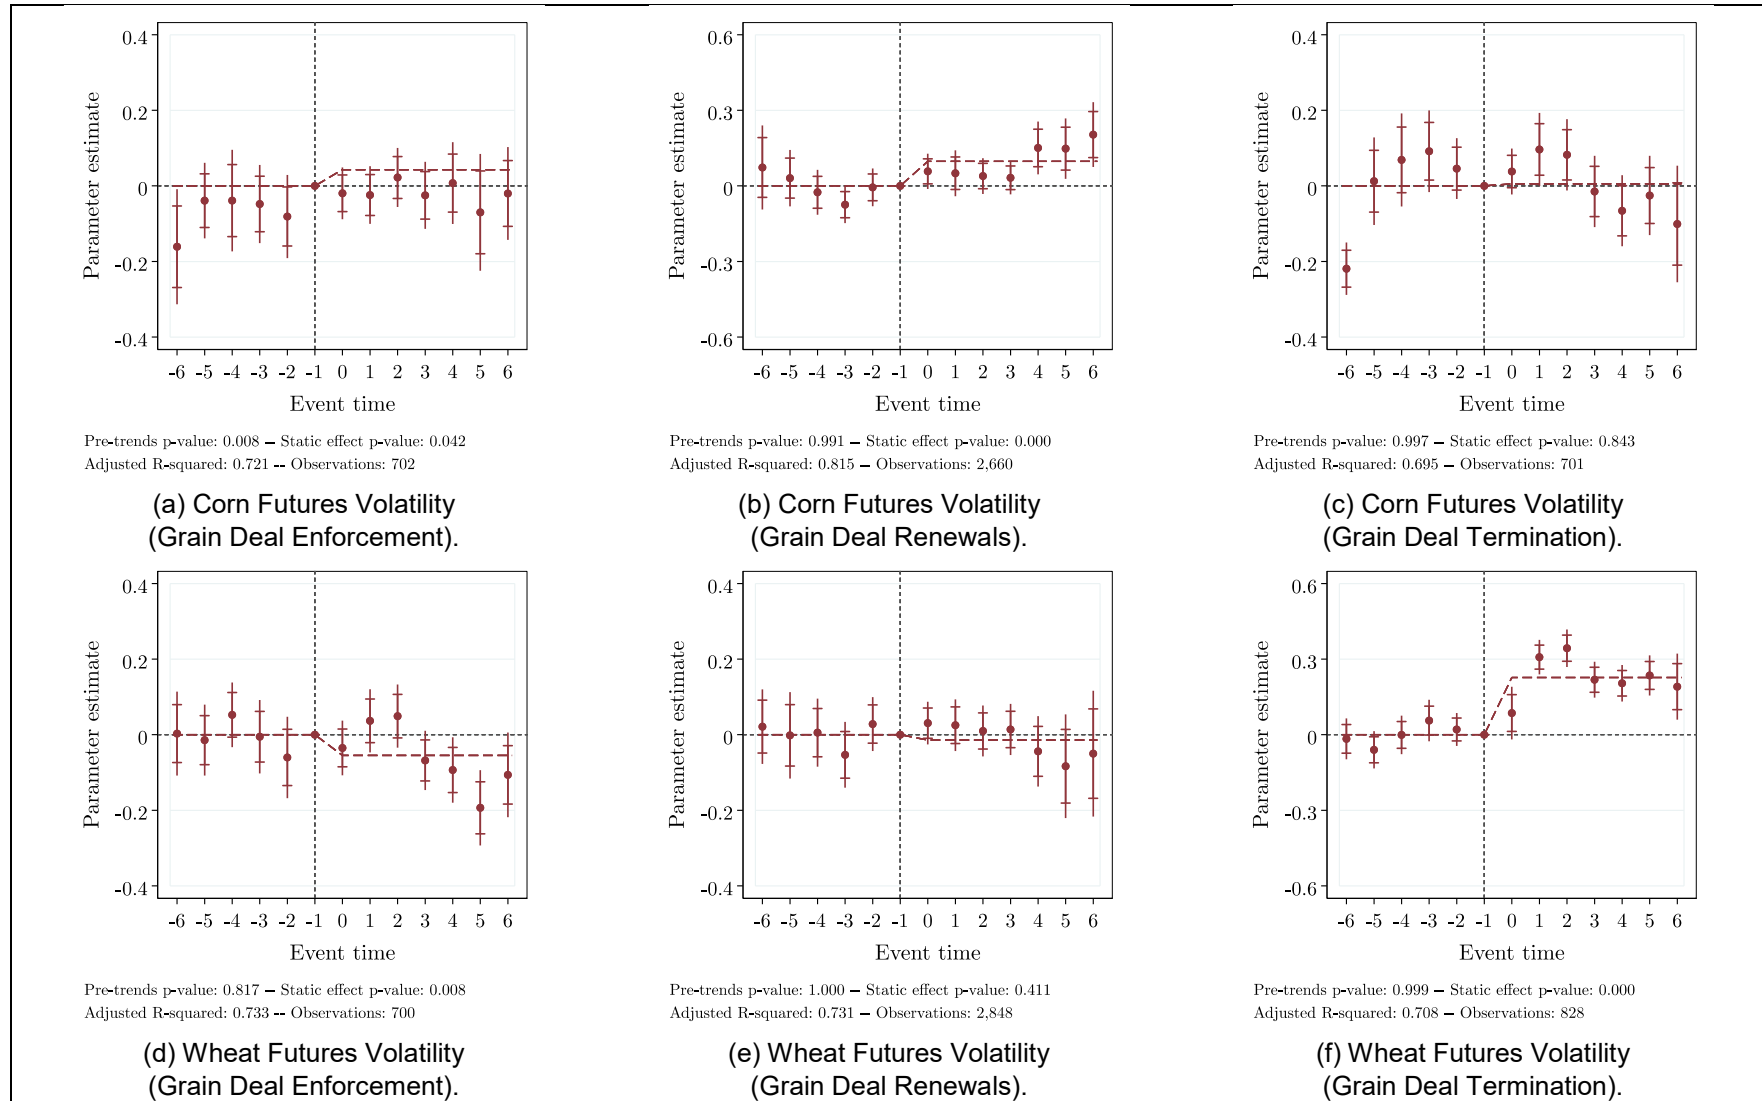 0.4
0.2
0
-0.2
-0.4
Parameter estimate
-6 -5 -4 -3 -2 -1 0 1 2 3 4 5 6
Event time
Pre-trends p-value: 0.008 – Static effect p-value: 0.042
Adjusted R-squared: 0.721 -- Observations: 702
(a) Corn Futures Volatility
(Grain Deal Enforcement).
0.6
0.3
0
-0.3
-0.6
Parameter estimate
-6 -5 -4 -3 -2 -1 0 1 2 3 4 5 6
Event time
Pre-trends p-value: 0.991 – Static effect p-value: 0.000
Adjusted R-squared: 0.815 – Observations: 2,660
(b) Corn Futures Volatility
(Grain Deal Renewals).
0.4
0.2
0
-0.2
-0.4
Parameter estimate
-6 -5 -4 -3 -2 -1 0 1 2 3 4 5 6
Event time
Pre-trends p-value: 0.997 – Static effect p-value: 0.843
Adjusted R-squared: 0.695 – Observations: 701
(c) Corn Futures Volatility
(Grain Deal Termination).
0.4
0.2
0
-0.2
-0.4
Parameter estimate
-6 -5 -4 -3 -2 -1 0 1 2 3 4 5 6
Event time
Pre-trends p-value: 0.817 – Static effect p-value: 0.008
Adjusted R-squared: 0.733 -- Observations: 700
(d) Wheat Futures Volatility
(Grain Deal Enforcement).
0.4
0.2
0
-0.2
-0.4
Parameter estimate
-6 -5 -4 -3 -2 -1 0 1 2 3 4 5 6
Event time
Pre-trends p-value: 1.000 – Static effect p-value: 0.411
Adjusted R-squared: 0.731 – Observations: 2,848
(e) Wheat Futures Volatility
(Grain Deal Renewals).
0.6
0.3
0
-0.3
-0.6
Parameter estimate
-6 -5 -4 -3 -2 -1 0 1 2 3 4 5 6
Event time
Pre-trends p-value: 0.999 – Static effect p-value: 0.000
Adjusted R-squared: 0.708 – Observations: 828
(f) Wheat Futures Volatility
(Grain Deal Termination).